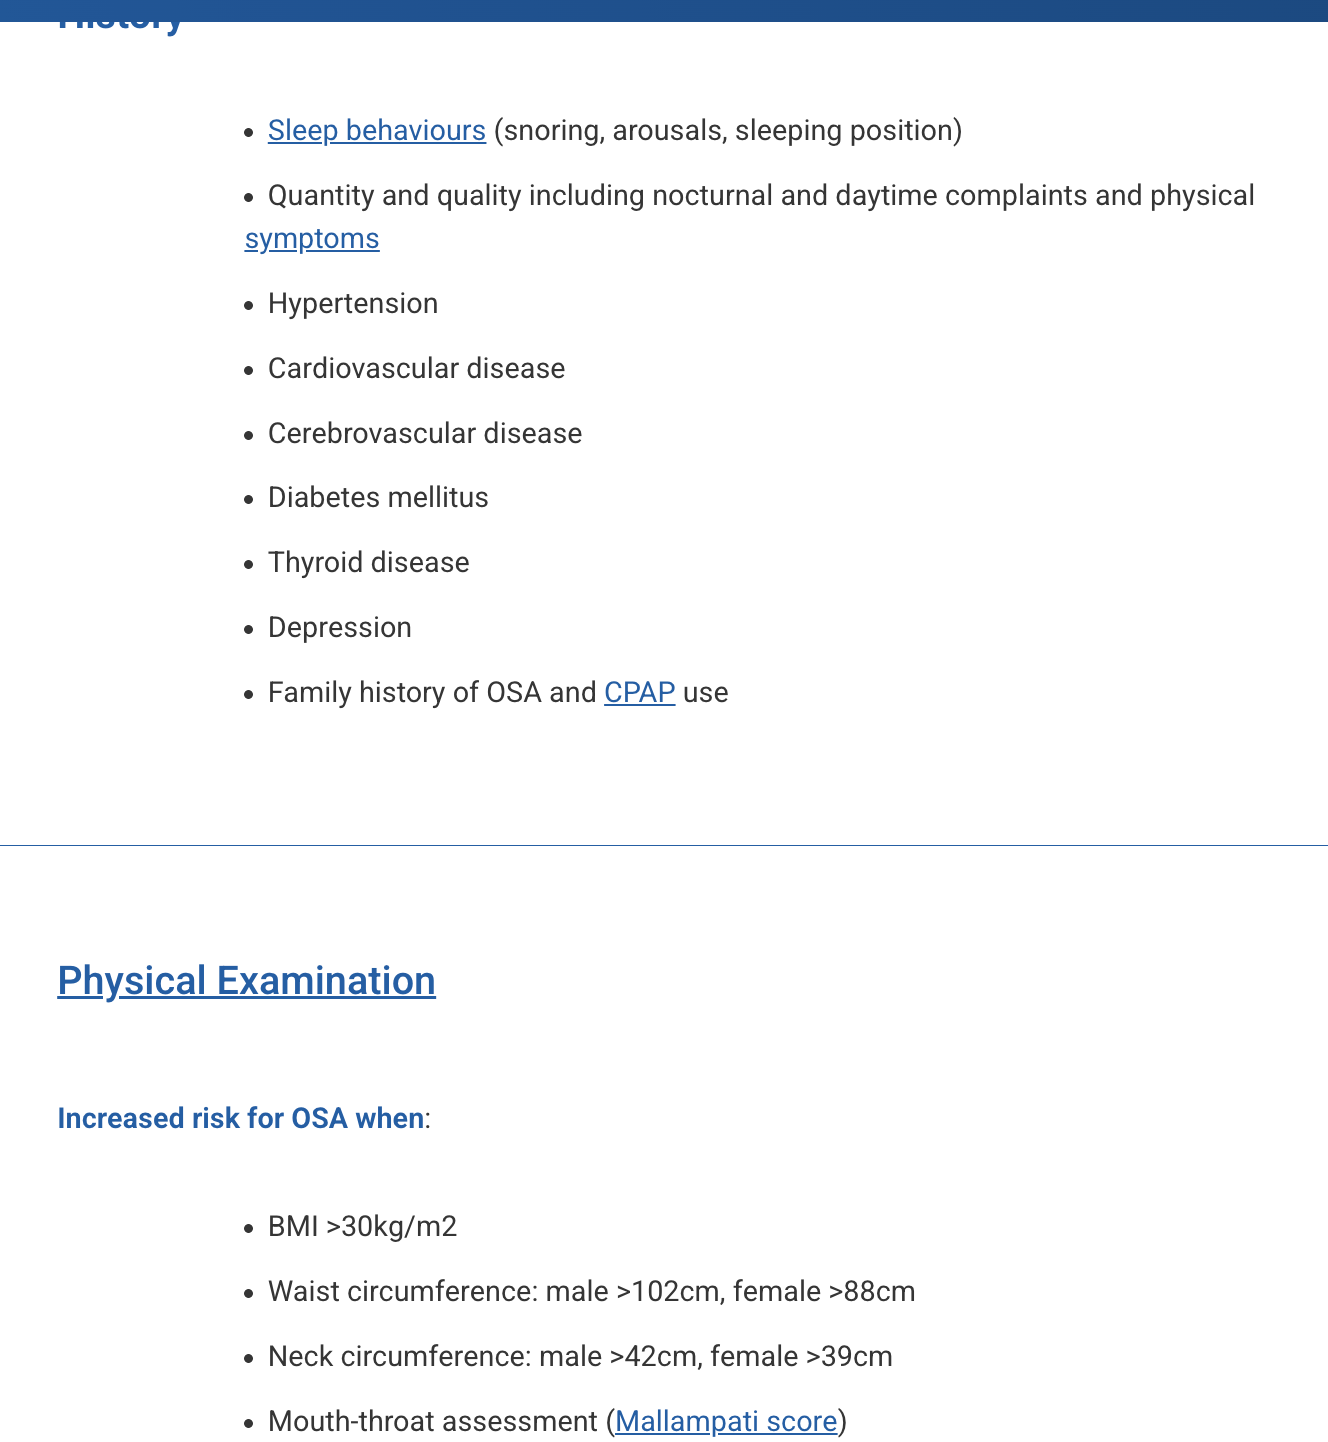 History
• Sleep behaviours (snoring, arousals, sleeping position)
• Quantity and quality including nocturnal and daytime complaints and physical
symptoms
• Hypertension
• Cardiovascular disease
• Cerebrovascular disease
• Diabetes mellitus
• Thyroid disease
• Depression
• Family history of OSA and CPAP use
Physical Examination
Increased risk for OSA when:
• BMI >30kg/m2
• Waist circumference: male >102cm, female >88cm
• Neck circumference: male >42cm, female >39cm
• Mouth-throat assessment (Mallampati score)